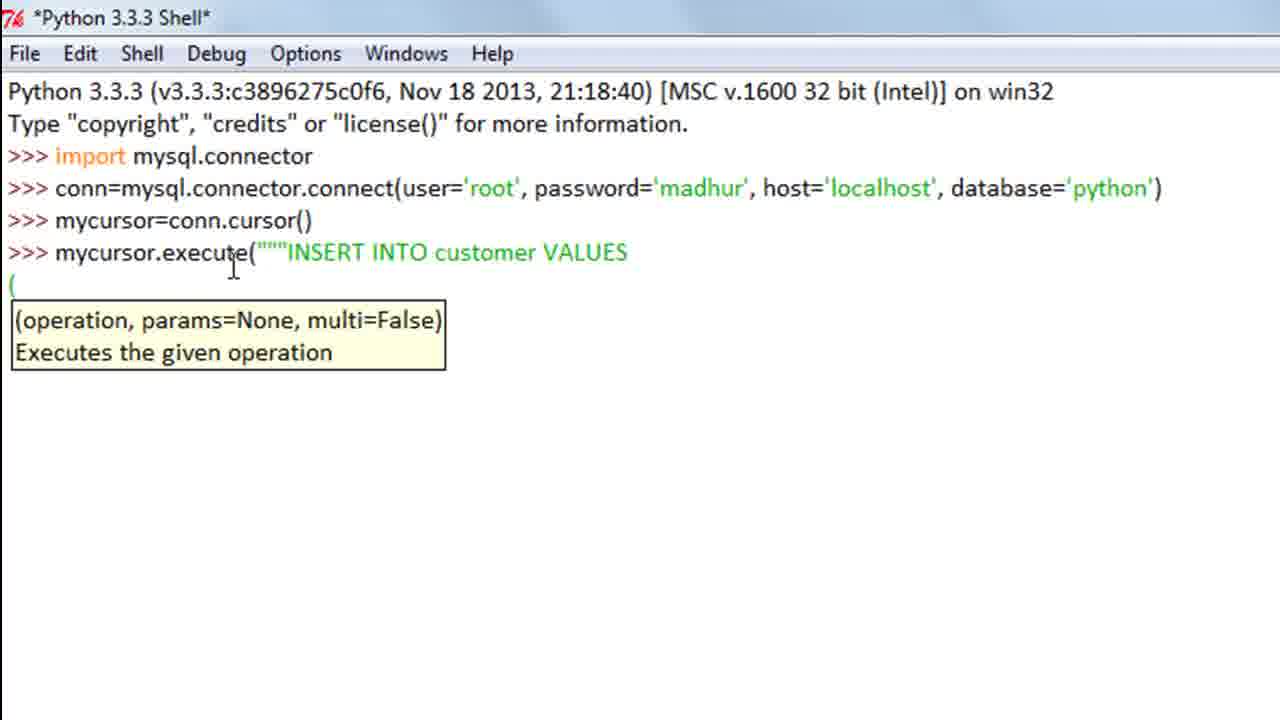 *Python 3.3.3 Shell*
File Edit Shell Debug Options Windows Help
Python 3.3.3 (v3.3.3:c3896275c0f6, Nov 18 2013, 21:18:40) [MSC v.1600 32 bit (Intel)] on win32
Type "copyright", "credits" or "license()" for more information.
>>> import mysql.connector
>>> conn=mysql.connector.connect(user='root', password='madhur', host='localhost', database='python')
>>> mycursor=conn.cursor()
>>> mycursor.execute("""INSERT INTO customer VALUES
(
(operation, params=None, multi=False)
Executes the given operation